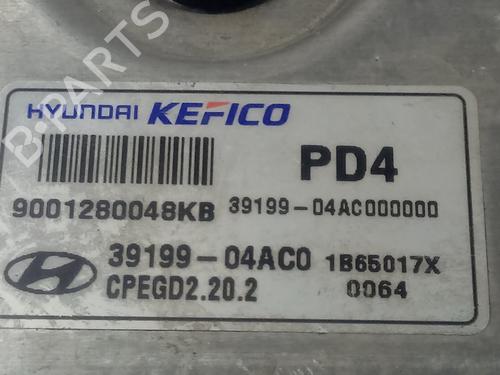 HYUNDAI KEFICO
PD4
9001280048KB
39199-04AC000000
39199-04AC0
1B65017X
CPEGD2.20.2
0064
B-PARTS